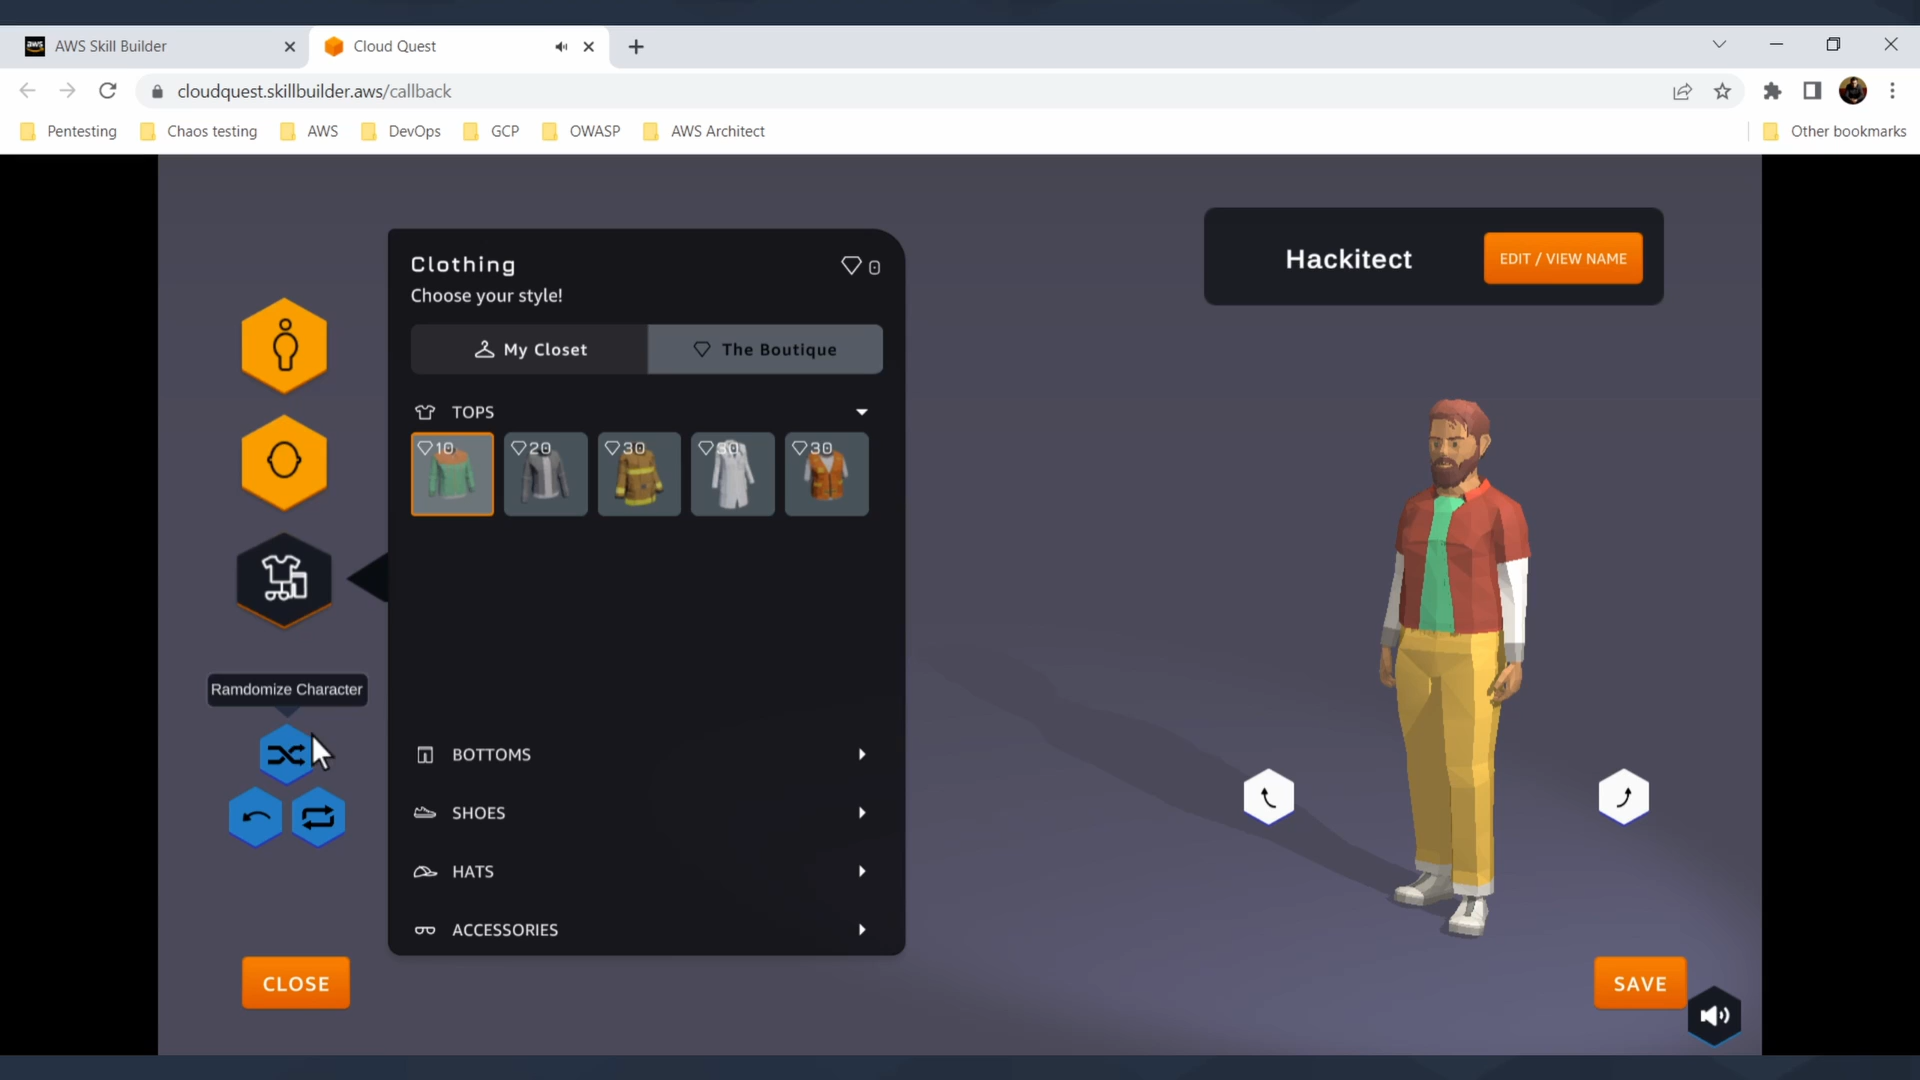 AWS Skill Builder
Cloud Quest
cloudquest.skillbuilder.aws/callback
Pentesting
Chaos testing
AWS
DevOps
GCP
OWASP
AWS Architect
Other bookmarks
Clothing
0
Choose your style!
My Closet
The Boutique
TOPS
10
20
30
30
30
Hackitect
EDIT / VIEW NAME
Ramdomize Character
BOTTOMS
SHOES
HATS
ACCESSORIES
CLOSE
SAVE